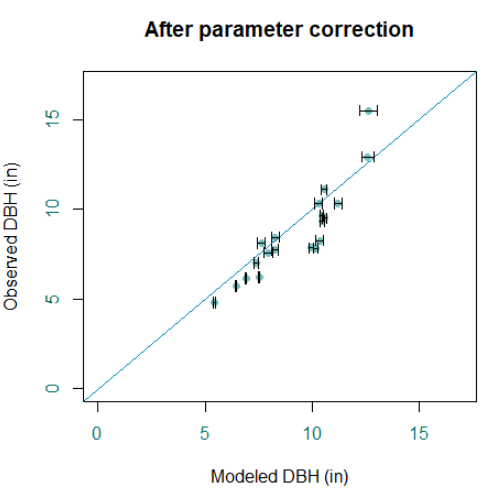 After parameter correction
Observed DBH (in)
15
10
5
0
0 5 10 15
Modeled DBH (in)